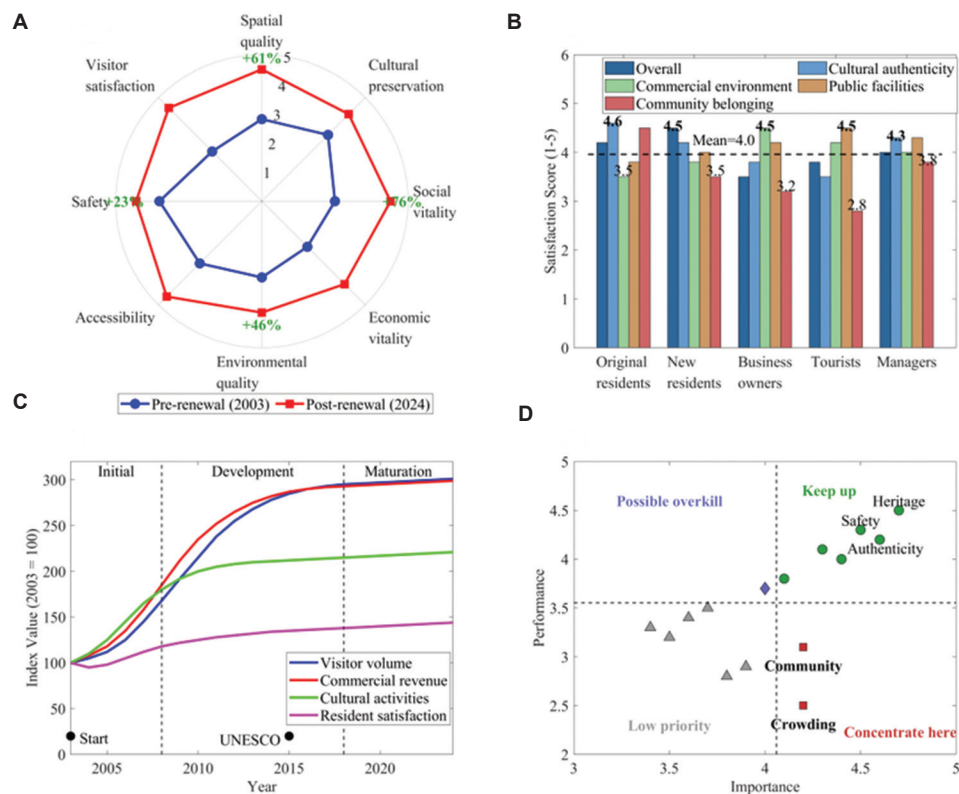 A
Spatial
quality
+61%
5
4
3
2
1
Visitor
satisfaction
Cultural
preservation
Safety
+23%
+76%
Social
vitality
Accessibility
+46%
Environmental
quality
Economic
vitality
Pre-renewal (2003)
Post-renewal (2024)
B
Satisfaction Score (1-5)
6
5
4
3
2
1
0
Overall
Cultural authenticity
Commercial environment
Public facilities
Community belonging
Mean=4.0
4.6
3.5
4.5
3.5
4.5
3.2
4.5
2.8
4.3
3.8
Original
residents
New
residents
Business
owners
Tourists
Managers
C
Index Value (2003 = 100)
300
250
200
150
100
50
0
Initial
Development
Maturation
Visitor volume
Commercial revenue
Cultural activities
Resident satisfaction
Start
UNESCO
2005
2010
2015
2020
Year
D
Performance
5
4.5
4
3.5
3
2.5
2
Possible overkill
Keep up
Heritage
Safety
Authenticity
Community
Low priority
Crowding
Concentrate here
3
3.5
4
4.5
5
Importance